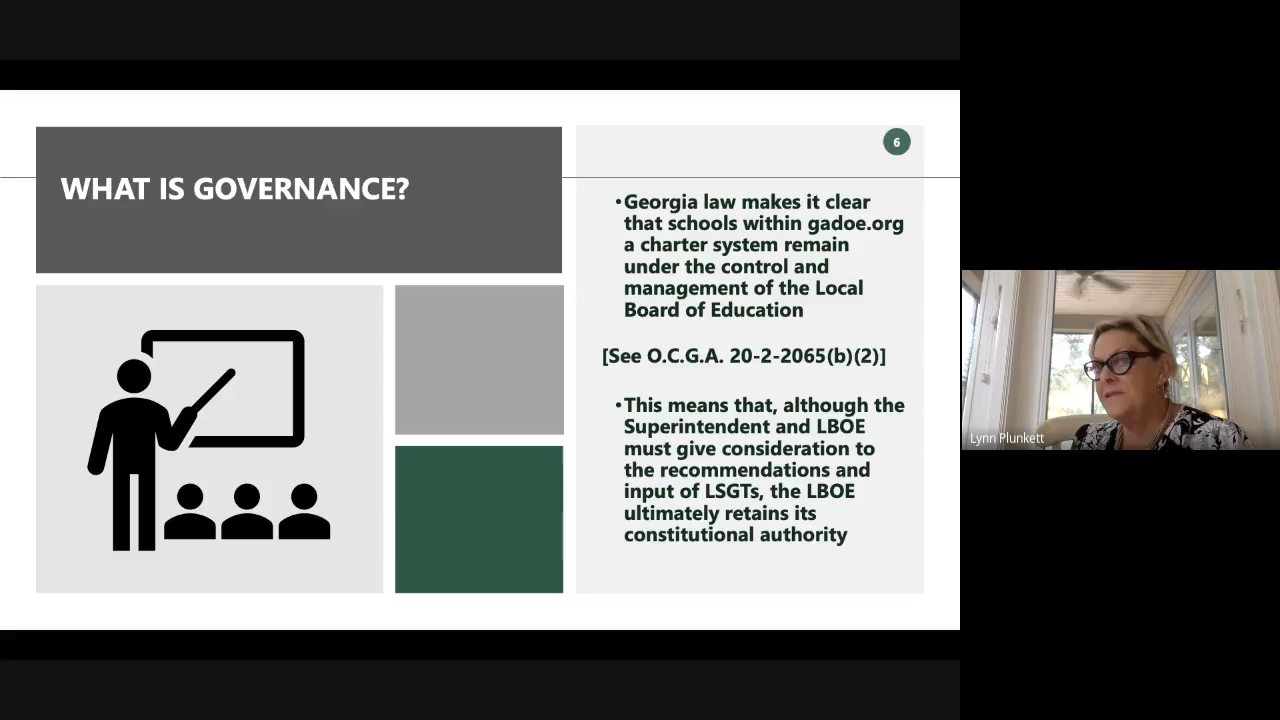 WHAT IS GOVERNANCE?
6
•Georgia law makes it clear
that schools within gadoe.org
a charter system remain
under the control and
management of the Local
Board of Education
[See O.C.G.A. 20-2-2065(b)(2)]
•This means that, although the
Superintendent and LBOE
must give consideration to
the recommendations and
input of LSGTs, the LBOE
ultimately retains its
constitutional authority
Lynn Plunkett